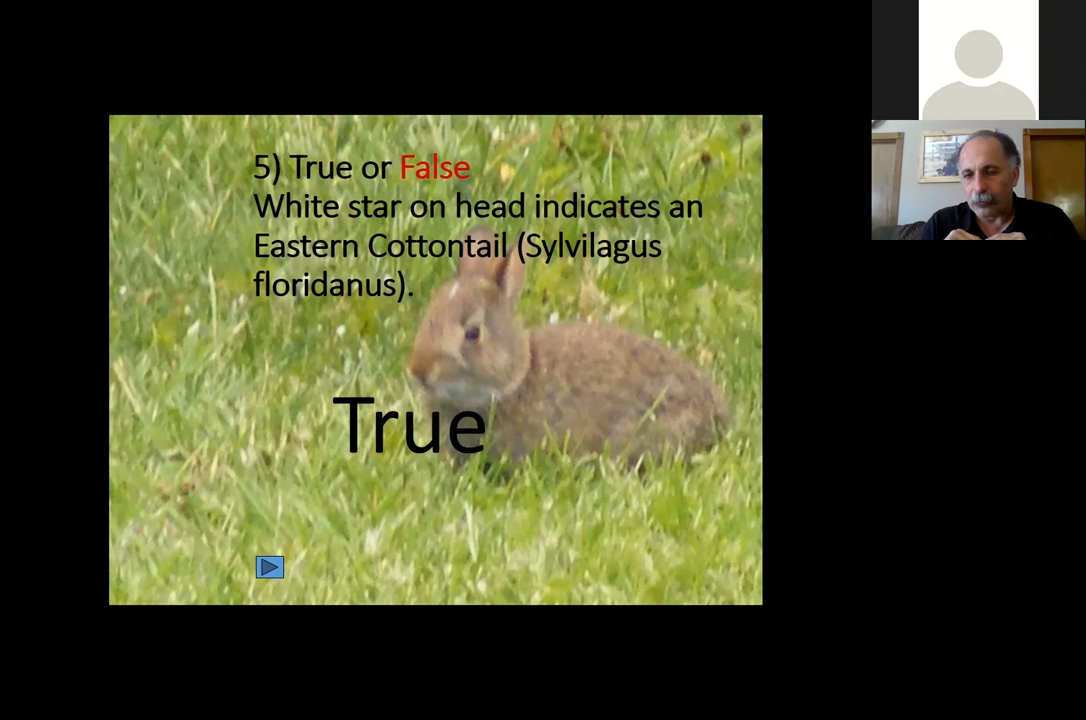 5) True or False
White star on head indicates an
Eastern Cottontail (Sylvilagus
floridanus).
True